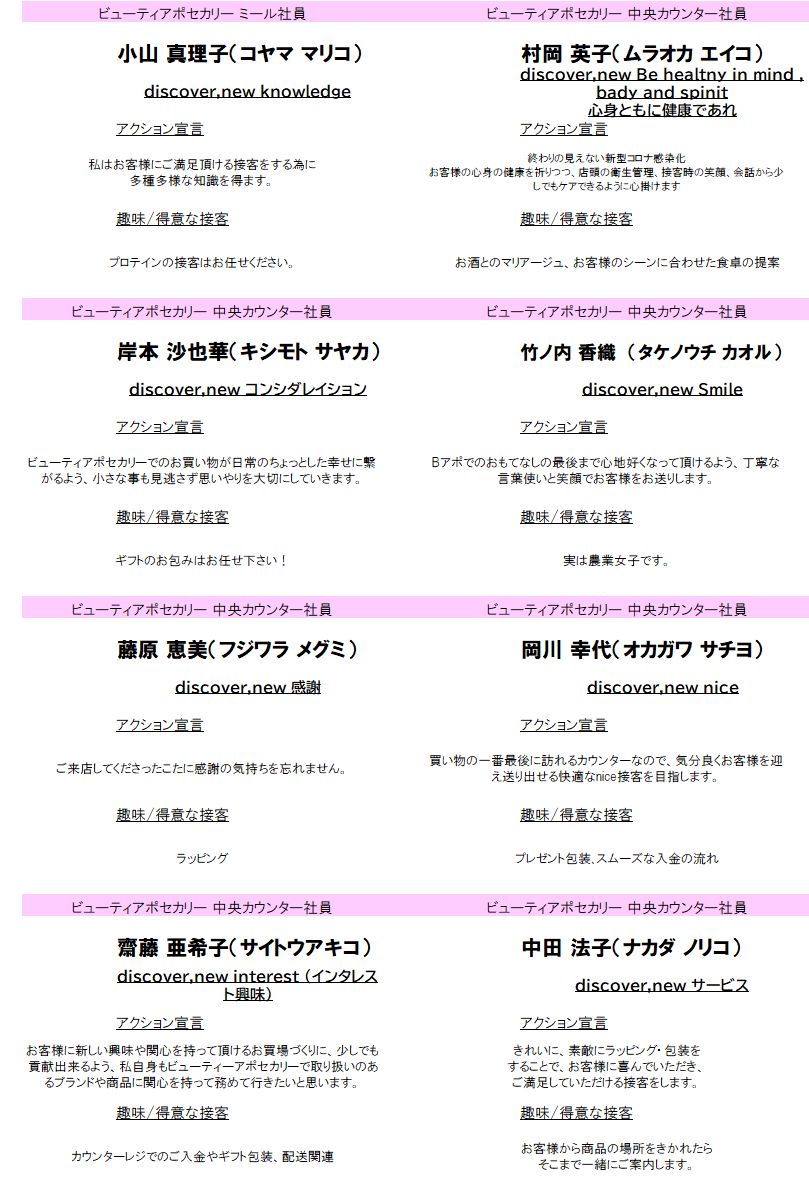 ビューティアポセカリー ミール社員
小山 真理子(コヤマ マリコ)
discover,new knowledge
アクション宣言
私はお客様にご満足頂ける接客をする為に
多種多様な知識を得ます。
趣味/得意な接客
プロテインの接客はお任せください。
ビューティアポセカリー 中央カウンター社員
村岡 英子(ムラオカ エイコ)
discover,new Be healtny in mind ,
bady and spinit
心身ともに健康であれ
アクション宣言
終わりの見えない新型コロナ感染化
お客様の心身の健康を祈りつつ、店頭の衛生管理、接客時の笑顔、会話から少
しでもケアできるように心掛けます
趣味/得意な接客
お酒とのマリアージュ、お客様のシーンに合わせた食卓の提案
ビューティアポセカリー 中央カウンター社員
岸本 沙也華(キシモト サヤカ)
discover,new コンシダレイション
アクション宣言
ビューティアポセカリーでのお買い物が日常のちょっとした幸せに繋
がるよう、小さな事も見逃さず思いやりを大切にしていきます。
趣味/得意な接客
ギフトのお包みはお任せ下さい!
ビューティアポセカリー 中央カウンター社員
竹ノ内 香織 (タケノウチ カオル)
discover,new Smile
アクション宣言
Bアポでのおもてなしの最後まで心地好くなって頂けるよう、丁寧な
言葉使いと笑顔でお客様をお送りします。
趣味/得意な接客
実は農業女子です。
ビューティアポセカリー 中央カウンター社員
藤原 恵美(フジワラ メグミ)
discover,new 感謝
アクション宣言
ご来店してくださったこたに感謝の気持ちを忘れません。
趣味/得意な接客
ラッピング
ビューティアポセカリー 中央カウンター社員
岡川 幸代(オカガワ サチヨ)
discover,new nice
アクション宣言
買い物の一番最後に訪れるカウンターなので、気分良くお客様を迎
え送り出せる快適なnice接客を目指します。
趣味/得意な接客
プレゼント包装、スムーズな入金の流れ
ビューティアポセカリー 中央カウンター社員
齋藤 亜希子(サイトウアキコ)
discover,new interest (インタレス
ト興味)
アクション宣言
お客様に新しい興味や関心を持って頂けるお買場づくりに、少しでも
貢献出来るよう、私自身もビューティーアポセカリーで取り扱いのあ
るブランドや商品に関心を持って務めて行きたいと思います。
趣味/得意な接客
カウンターレジでのご入金やギフト包装、配送関連
ビューティアポセカリー 中央カウンター社員
中田 法子(ナカダ ノリコ)
discover,new サービス
アクション宣言
きれいに、素敵にラッピング・包装を
することで、お客様に喜んでいただき、
ご満足していただける接客をします。
趣味/得意な接客
お客様から商品の場所をきかれたら
そこまで一緒にご案内します。